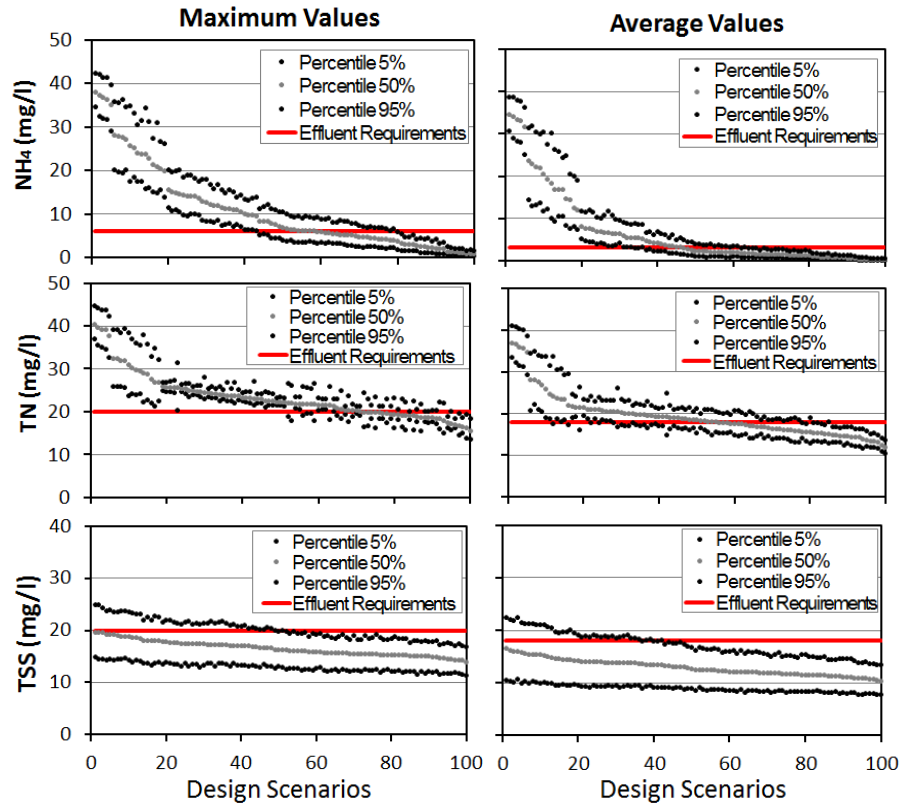 Maximum Values
Average Values
NH₄ (mg/l)
50
40
30
20
10
0
Percentile 5%
Percentile 50%
Percentile 95%
Effluent Requirements
Percentile 5%
Percentile 50%
Percentile 95%
Effluent Requirements
TN (mg/l)
50
40
30
20
10
0
Percentile 5%
Percentile 50%
Percentile 95%
Effluent Requirements
Percentile 5%
Percentile 50%
Percentile 95%
Effluent Requirements
TSS (mg/l)
40
30
20
10
0
Percentile 5%
Percentile 50%
Percentile 95%
Effluent Requirements
Percentile 5%
Percentile 50%
Percentile 95%
Effluent Requirements
0 20 40 60 80 100
0 20 40 60 80 100
Design Scenarios
Design Scenarios